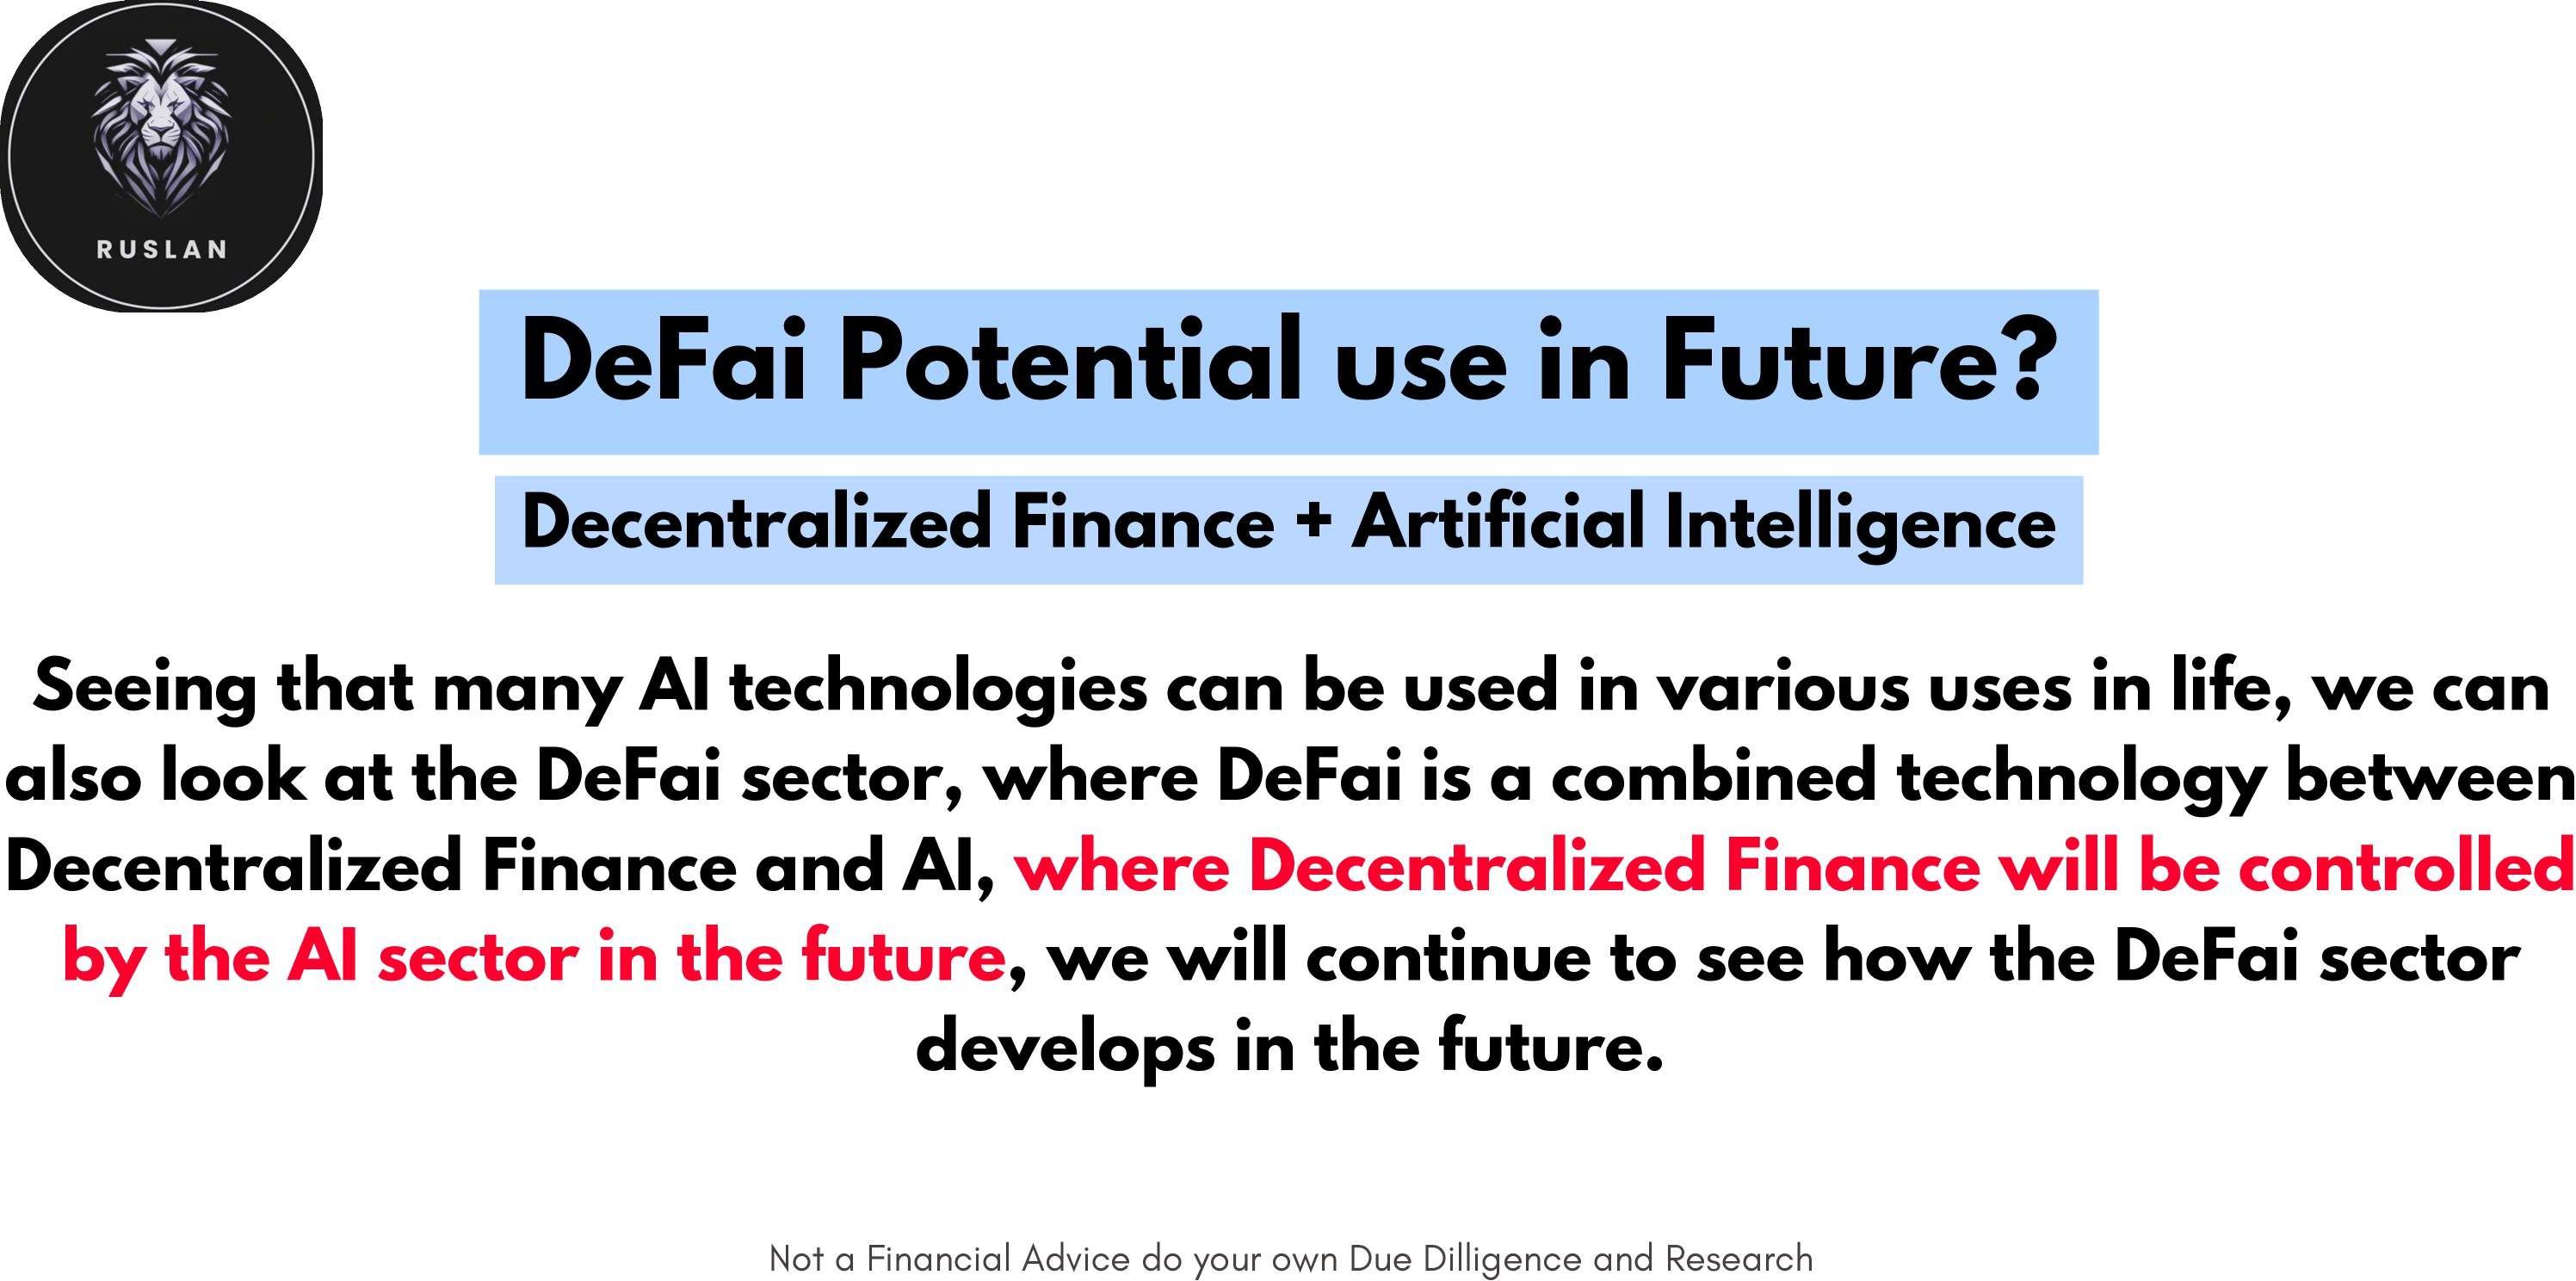 RUSLAN
DeFai Potential use in Future?
Decentralized Finance + Artificial Intelligence
Seeing that many AI technologies can be used in various uses in life, we can
also look at the DeFai sector, where DeFai is a combined technology between
Decentralized Finance and AI, where Decentralized Finance will be controlled
by the AI sector in the future, we will continue to see how the DeFai sector
develops in the future.
Not a Financial Advice do your own Due Dilligence and Research